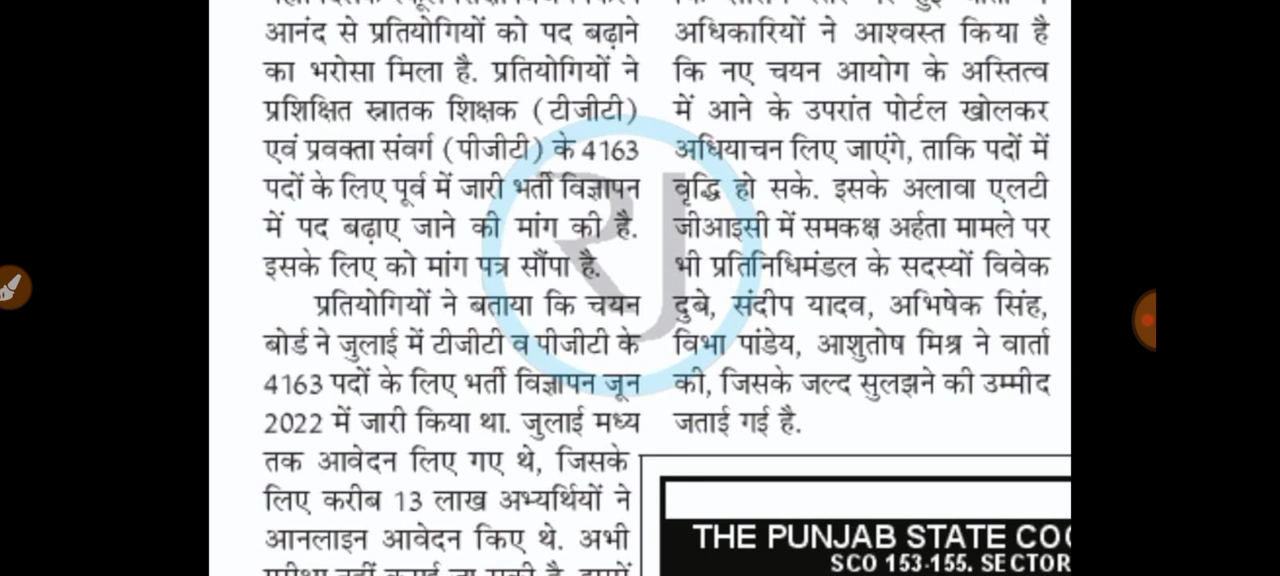 आनंद से प्रतियोगियों को पद बढ़ाने
का भरोसा मिला है. प्रतियोगियों ने
प्रशिक्षित स्नातक शिक्षक (टीजीटी)
एवं प्रवक्ता संवर्ग (पीजीटी) के 4163
पदों के लिए पूर्व में जारी भर्ती विज्ञापन
में पद बढ़ाए जाने की मांग की है.
इसके लिए को मांग पत्र सौंपा है.
प्रतियोगियों ने बताया कि चयन
बोर्ड ने जुलाई में टीजीटी व पीजीटी के
4163 पदों के लिए भर्ती विज्ञापन जून
2022 में जारी किया था. जुलाई मध्य
तक आवेदन लिए गए थे, जिसके
लिए करीब 13 लाख अभ्यर्थियों ने
आनलाइन आवेदन किए थे. अभी
अधिकारियों ने आश्वस्त किया है
कि नए चयन आयोग के अस्तित्व
में आने के उपरांत पोर्टल खोलकर
अधियाचन लिए जाएंगे, ताकि पदों में
वृद्धि हो सके. इसके अलावा एलटी
जीआइसी में समकक्ष अर्हता मामले पर
भी प्रतिनिधिमंडल के सदस्यों विवेक
दुबे, संदीप यादव, अभिषेक सिंह,
विभा पांडेय, आशुतोष मिश्र ने वार्ता
की, जिसके जल्द सुलझने की उम्मीद
जताई गई है.
RJ
THE PUNJAB STATE COO
SCO 153-155. SECTOR